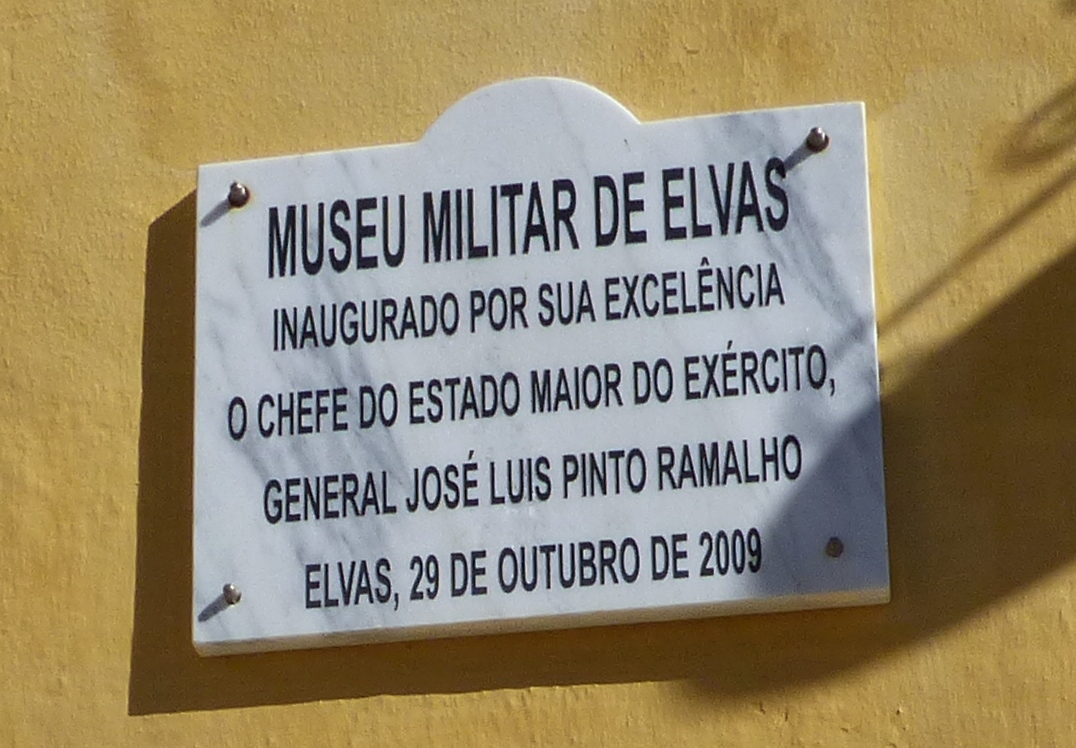 MUSEU MILITAR DE ELVAS
INAUGURADO POR SUA EXCELÊNCIA
O CHEFE DO ESTADO MAIOR DO EXÉRCITO,
GENERAL JOSÉ LUIS PINTO RAMALHO
ELVAS, 29 DE OUTUBRO DE 2009